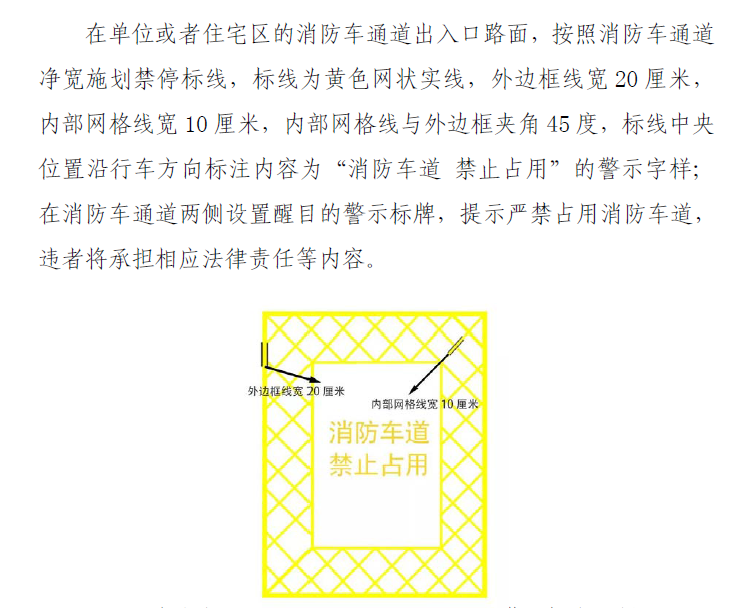 在单位或者住宅区的消防车通道出入口路面，按照消防车通道
净宽施划禁停标线，标线为黄色网状实线，外边框线宽 20 厘米，
内部网格线宽 10 厘米，内部网格线与外边框夹角 45 度，标线中央
位置沿行车方向标注内容为“消防车道 禁止占用”的警示字样；
在消防车通道两侧设置醒目的警示标牌，提示严禁占用消防车道，
违者将承担相应法律责任等内容。
外边框线宽 20 厘米
内部网格线宽 10 厘米
消防车道
禁止占用